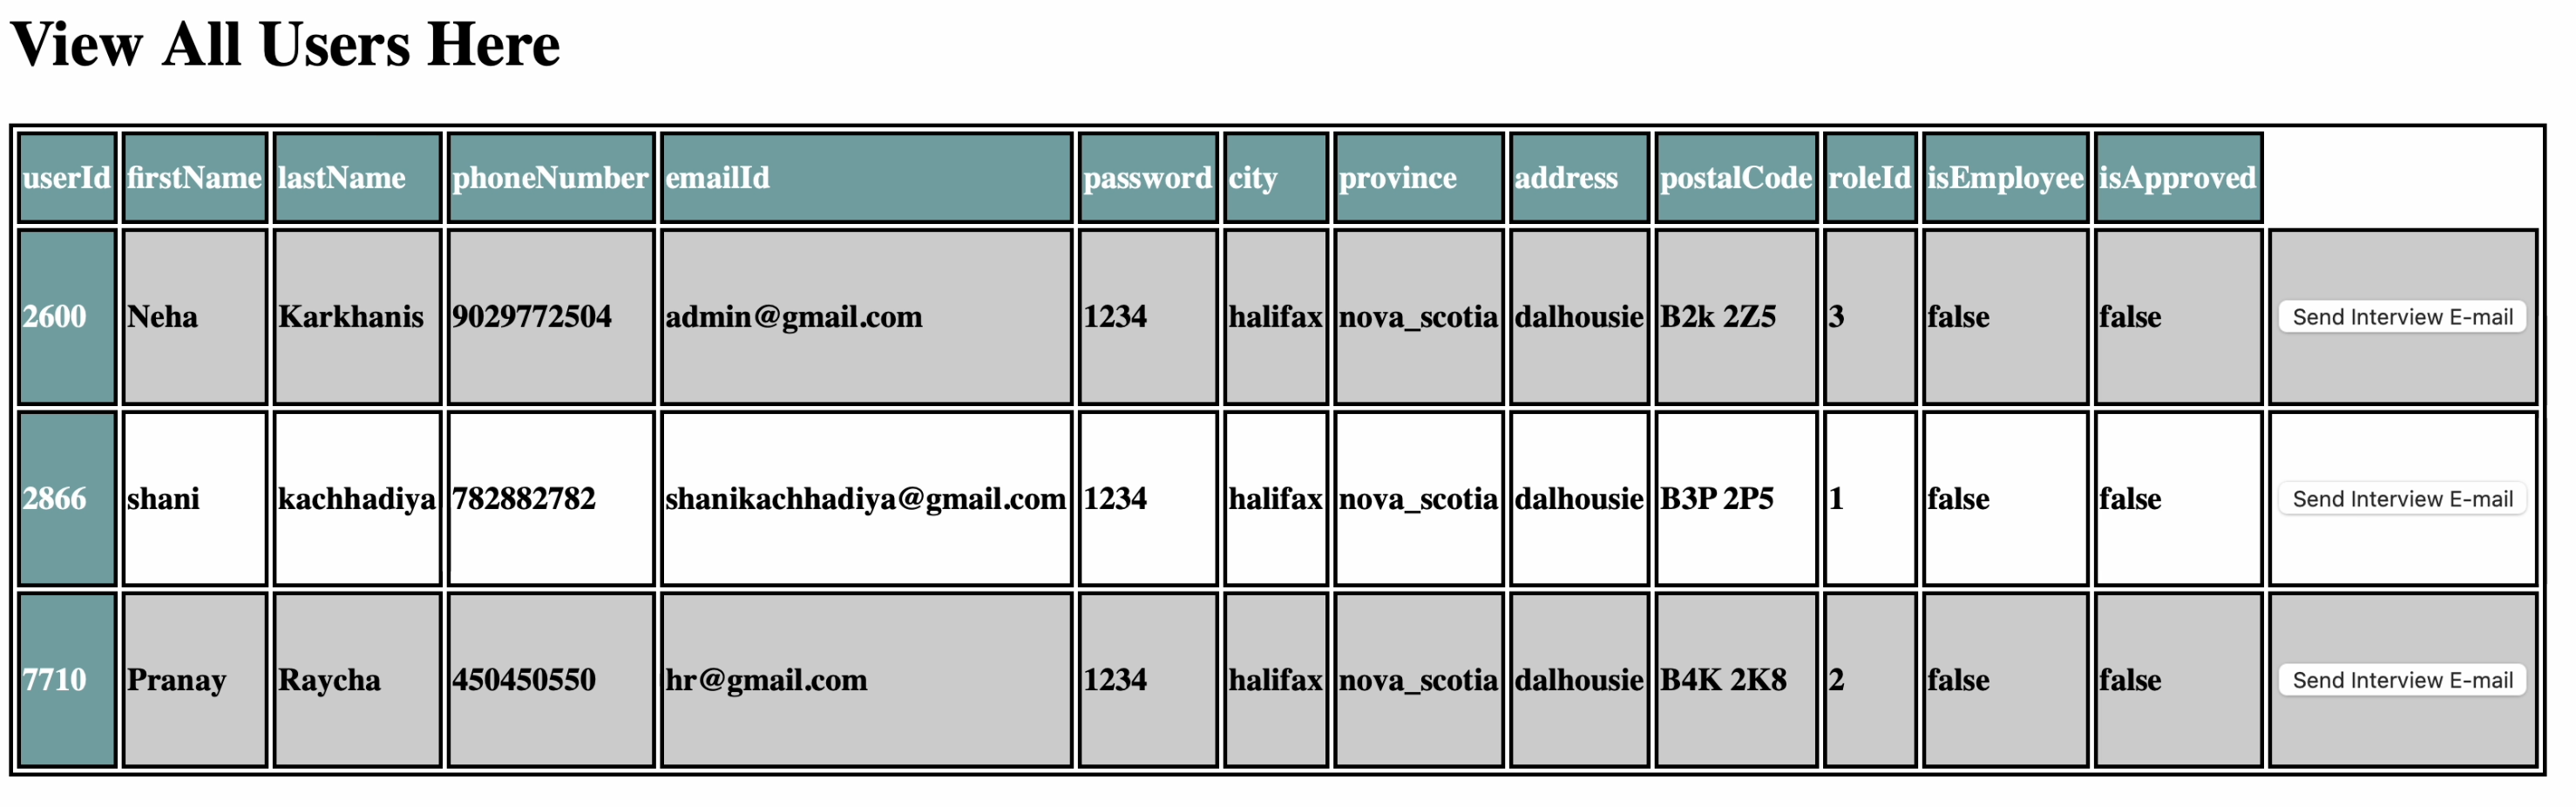 View All Users Here
userId firstName lastName phoneNumber emailId password city province address postalCode roleId isEmployee isApproved
2600 Neha Karkhanis 9029772504 admin@gmail.com 1234 halifax nova_scotia dalhousie B2k 2Z5 3 false false Send Interview E-mail
2866 shani kachhadiya 782882782 shanikachhadiya@gmail.com 1234 halifax nova_scotia dalhousie B3P 2P5 1 false false Send Interview E-mail
7710 Pranay Raycha 450450550 hr@gmail.com 1234 halifax nova_scotia dalhousie B4K 2K8 2 false false Send Interview E-mail